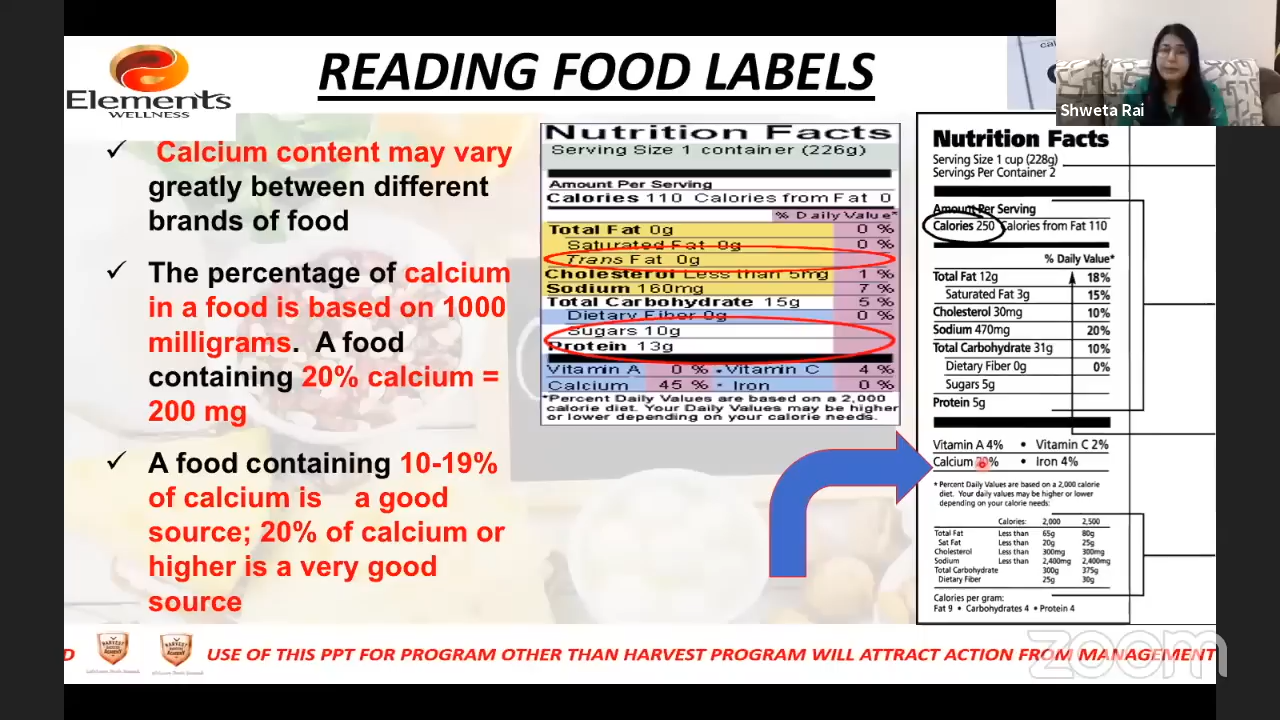 Elements
WELLNESS
READING FOOD LABELS
Shweta Rai
✓ Calcium content may vary
greatly between different
brands of food
✓ The percentage of calcium
in a food is based on 1000
milligrams. A food
containing 20% calcium =
200 mg
✓ A food containing 10-19%
of calcium is a good
source; 20% of calcium or
higher is a very good
source
Nutrition Facts
Serving Size 1 container (226g)
Amount Per Serving
Calories 110 Calories from Fat 0
% Daily Value*
Total Fat 0g 0 %
Saturated Fat 0g 0 %
Trans Fat 0g
Cholesterol Less than 5mg 1 %
Sodium 160mg 7 %
Total Carbohydrate 15g 5 %
Dietary Fiber 0g 0 %
Sugars 10g
Protein 13g
Vitamin A 0 % • Vitamin C 4 %
Calcium 45 % • Iron 0 %
*Percent Daily Values are based on a 2,000
calorie diet. Your Daily Values may be higher
or lower depending on your calorie needs.
Nutrition Facts
Serving Size 1 cup (228g)
Servings Per Container 2
Amount Per Serving
Calories 250 Calories from Fat 110
% Daily Value*
Total Fat 12g 18%
Saturated Fat 3g 15%
Cholesterol 30mg 10%
Sodium 470mg 20%
Total Carbohydrate 31g 10%
Dietary Fiber 0g 0%
Sugars 5g
Protein 5g
Vitamin A 4% • Vitamin C 2%
Calcium • Iron 4%
* Percent Daily Values are based on a 2,000 calorie
diet. Your daily values may be higher or lower
depending on your calorie needs:
Calories: 2,000 2,500
Total Fat Less than 65g 80g
Sat Fat Less than 20g 25g
Cholesterol Less than 300mg 300mg
Sodium Less than 2,400mg 2,400mg
Total Carbohydrate 300g 375g
Dietary Fiber 25g 30g
Calories per gram:
Fat 9 • Carbohydrates 4 • Protein 4
D
HARVEST
HARVEST
USE OF THIS PPT FOR PROGRAM OTHER THAN HARVEST PROGRAM WILL ATTRACT ACTION FROM MANAGEMENT
zoom